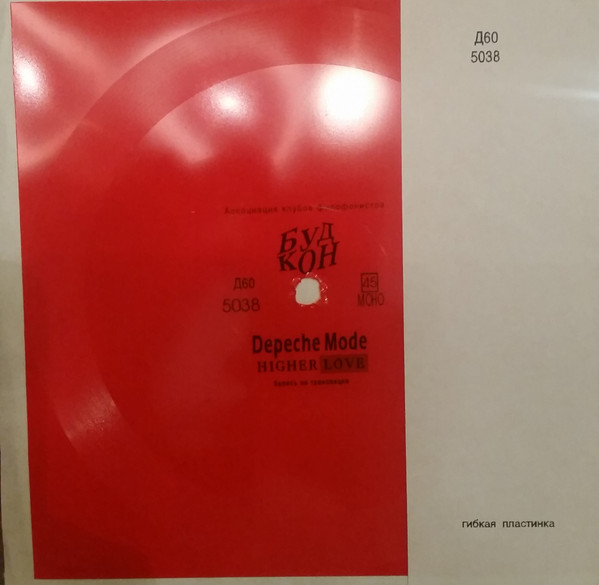 Д60
5038
Ассоциация клубов филофонистов
БУД
КОН
Д60
5038
45
МОНО
Depeche Mode
HIGHER LOVE
Запись из трансляции
гибкая пластинка